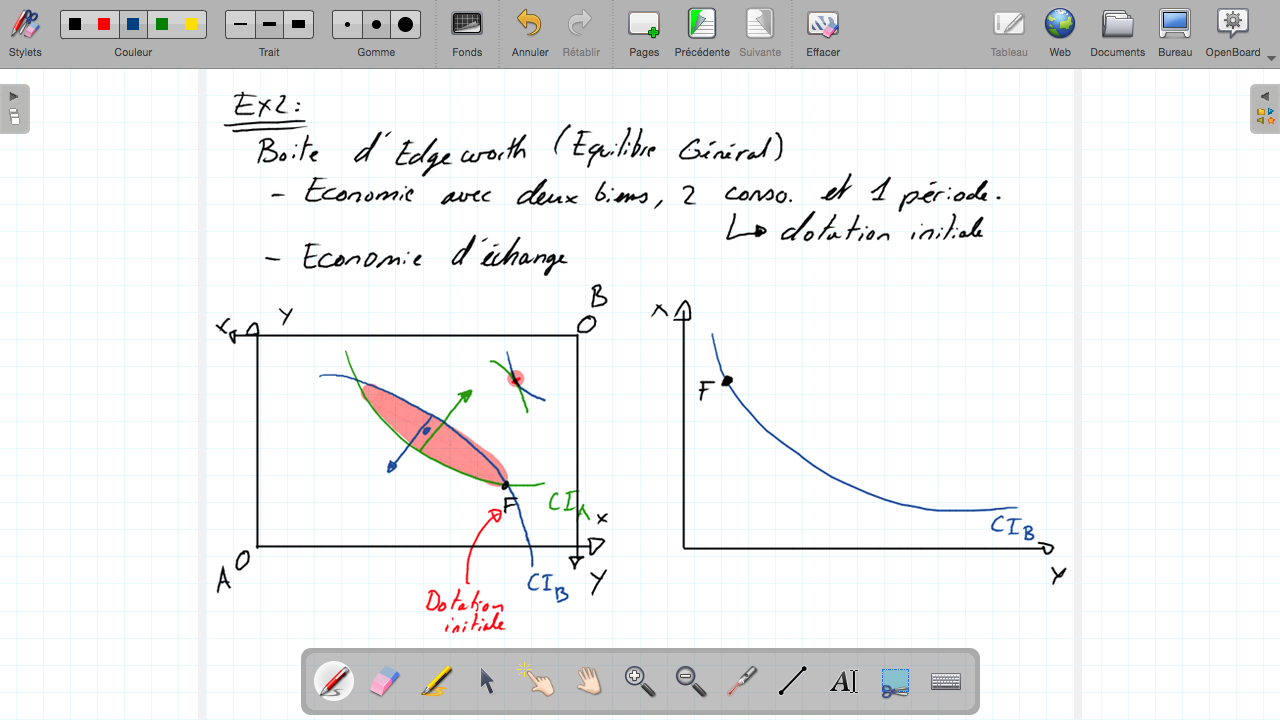 Stylets Couleur Trait Gomme Fonds Annuler Rétablir Pages Précédente Suivante Effacer Tableau Web Documents Bureau OpenBoard
Ex2:
Boite d'Edgeworth (Equilibre Général)
- Economie avec deux biens, 2 conso. et 1 période.
↳ dotation initiale
- Economie d'échange
B
X Y O
X
F
F
CI_A
X
CI_B
O
A
CI_B
Y
Y
Dotation
initiale
AI